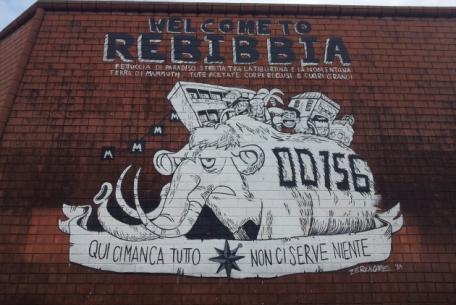 WELCOME TO
REBIBBIA
FETTUCCIA DI PARADISO STRETTA TRA LA TIBURTINA E LA NOMENTANA
TERRA DI MAMMUTH, TUTE ACETATE, CORPI RECLUSI E CUORI GRANDI
M
M
M
M
00156
QUI CI MANCA TUTTO NON CI SERVE NIENTE
ZEROCALCARE